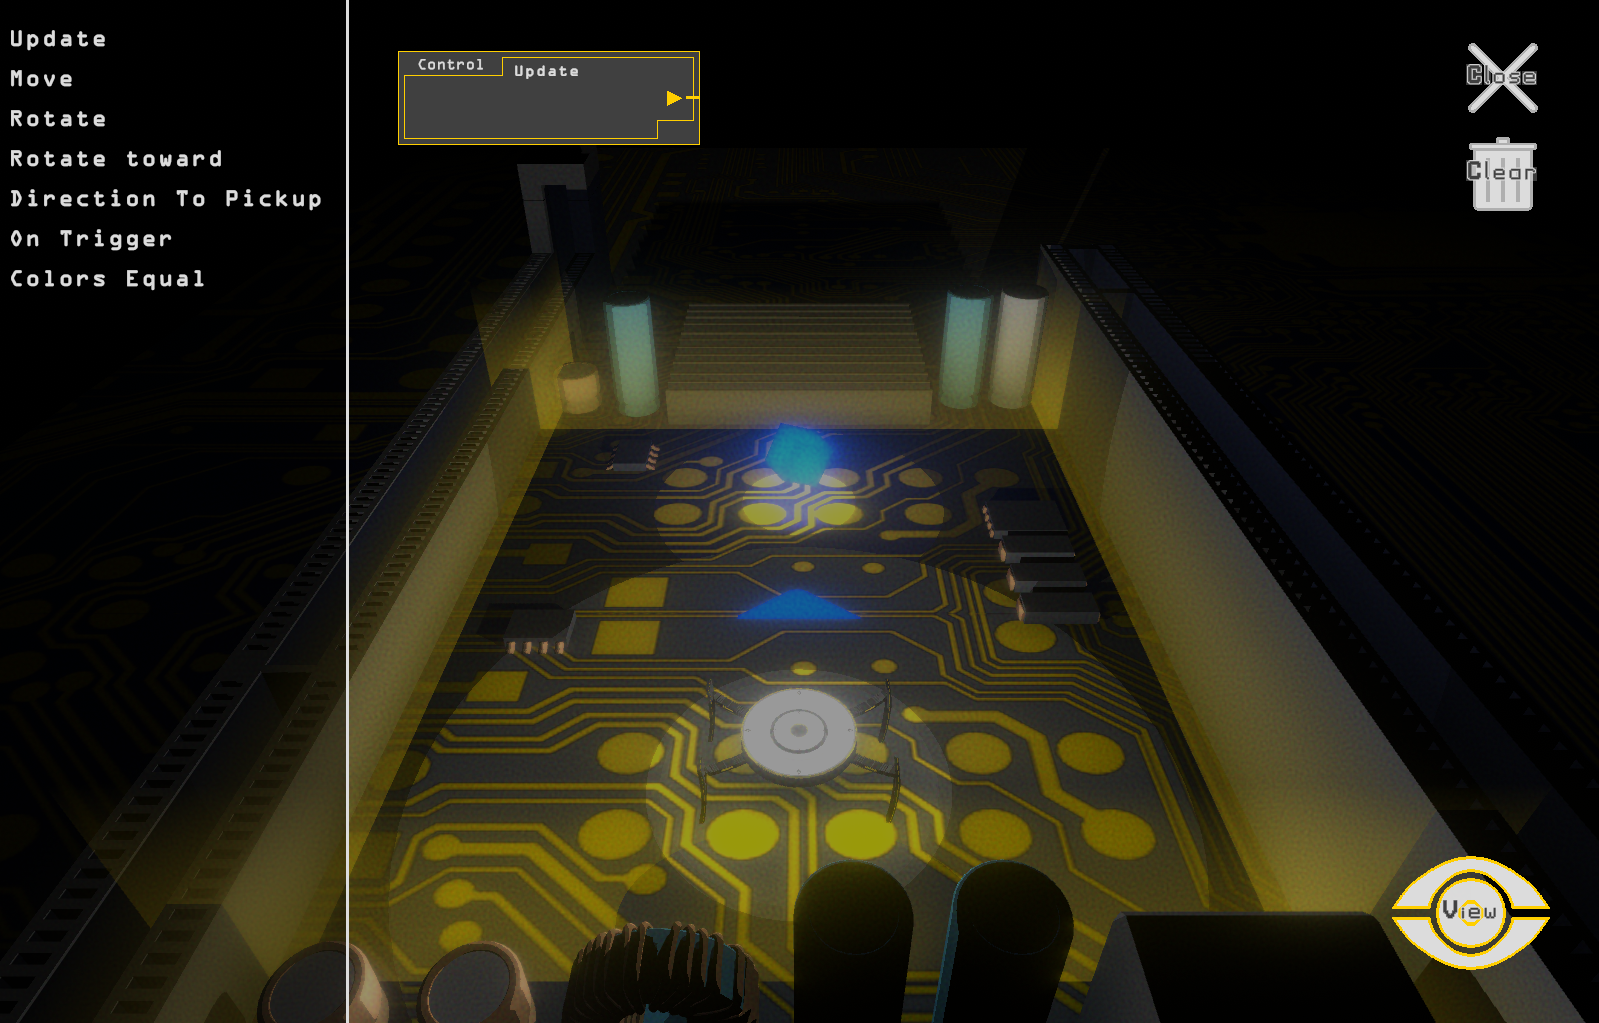 Update
Move
Rotate
Rotate toward
Direction To Pickup
On Trigger
Colors Equal
Control
Update
Close
Clear
View